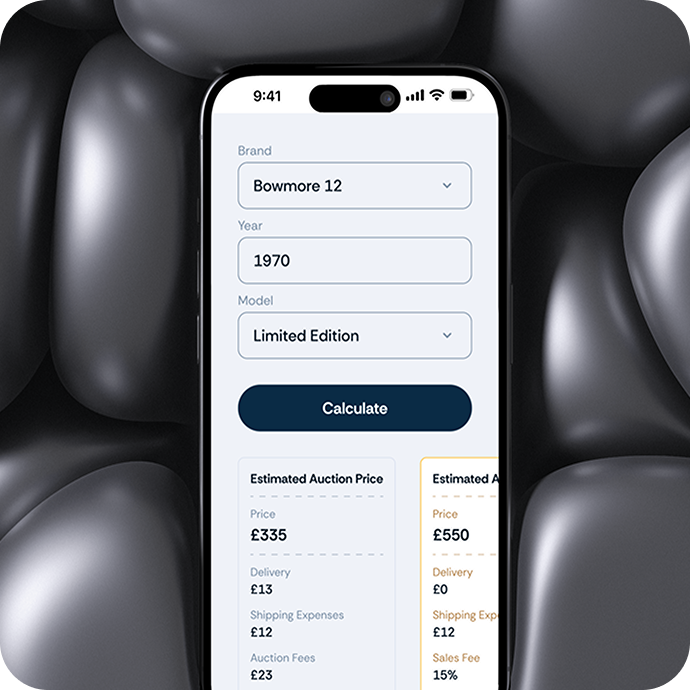 9:41
Brand
Bowmore 12
Year
1970
Model
Limited Edition
Calculate
Estimated Auction Price
Price
£335
Delivery
£13
Shipping Expenses
£12
Auction Fees
£23
Estimated A
Price
£550
Delivery
£0
Shipping Expe
£12
Sales Fee
15%